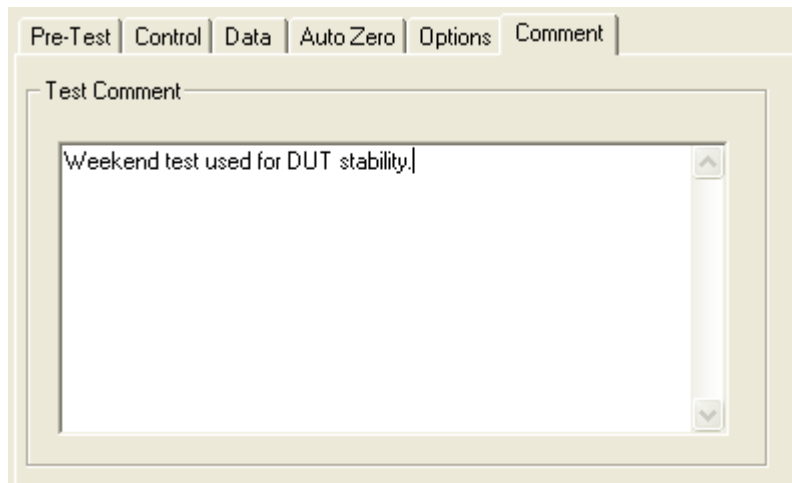 Pre-Test Control Data Auto Zero Options Comment
Test Comment
Weekend test used for DUT stability.